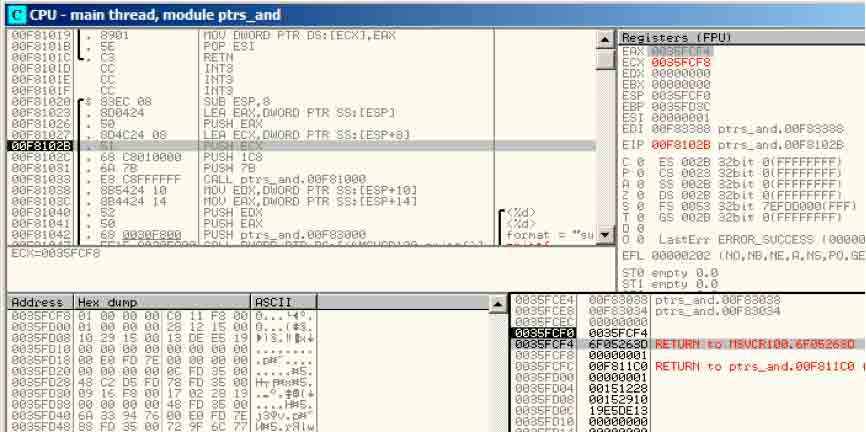 CPU - main thread, module ptrs_and
00F81019 . 8901 MOV DWORD PTR DS:[ECX],EAX
00F8101B . 5E POP ESI
00F8101C . C3 RETN
00F8101D CC INT3
00F8101E CC INT3
00F8101F CC INT3
00F81020 $ 83EC 08 SUB ESP,8
00F81023 . 8D0424 LEA EAX,DWORD PTR SS:[ESP]
00F81026 . 50 PUSH EAX
00F81027 . 8D4C24 08 LEA ECX,DWORD PTR SS:[ESP+8]
00F8102B . 51 PUSH ECX
00F8102C . 68 C8010000 PUSH 1C8
00F81031 . 6A 7B PUSH 7B
00F81033 . E8 C8FFFFFF CALL ptrs_and.00F81000
00F81038 . 8B5424 10 MOV EDX,DWORD PTR SS:[ESP+10]
00F8103C . 8B4424 14 MOV EAX,DWORD PTR SS:[ESP+14]
00F81040 . 52 PUSH EDX <%d>
00F81041 . 50 PUSH EAX <%d>
00F81042 . 68 0030F800 PUSH ptrs_and.00F83000 format = "su
ECX=0035FCF8
Registers (FPU)
EAX 0035FCF4
ECX 0035FCF8
EDX 00000000
EBX 00000000
ESP 0035FCF0
EBP 0035FD3C
ESI 00000001
EDI 00F83388 ptrs_and.00F83388
EIP 00F8102B ptrs_and.00F8102B
C 0 ES 002B 32bit 0(FFFFFFFF)
P 0 CS 0023 32bit 0(FFFFFFFF)
A 0 SS 002B 32bit 0(FFFFFFFF)
Z 0 DS 002B 32bit 0(FFFFFFFF)
S 0 FS 0053 32bit 7EFDD000(FFF)
T 0 GS 002B 32bit 0(FFFFFFFF)
D 0
O 0 LastErr ERROR_SUCCESS (00000
EFL 00000202 (NO,NB,NE,A,NS,PO,GE
ST0 empty 0.0
ST1 empty 0.0
Address Hex dump ASCII
0035FCF8 01 00 00 00 C0 11 F8 00
0035FD00 01 00 00 00 28 12 15 00
0035FD08 10 29 15 00 13 DE E5 19
0035FD10 00 00 00 00 00 00 00 00
0035FD18 00 E0 FD 7E 00 00 00 00
0035FD20 00 00 00 00 0C FD 35 00
0035FD28 48 C2 D5 FD 78 FD 35 00
0035FD30 09 16 F8 00 17 02 28 19
0035FD38 00 00 00 00 48 FD 35 00
0035FD40 6A 33 94 76 00 E0 FD 7E
0035FD48 88 FD 35 00 72 9F 6C 77
0035FCE4 00F83038 ptrs_and.00F83038
0035FCE8 00F83034 ptrs_and.00F83034
0035FCEC 00000000
0035FCF0 0035FCF4
0035FCF4 6F05263D RETURN to MSVCR100.6F05263D
0035FCF8 00000001
0035FCFC 00F811C0 RETURN to ptrs_and.00F811C0
0035FD00 00000001
0035FD04 00151228
0035FD08 00152910
0035FD0C 19E5DE13
0035FD10 00000000